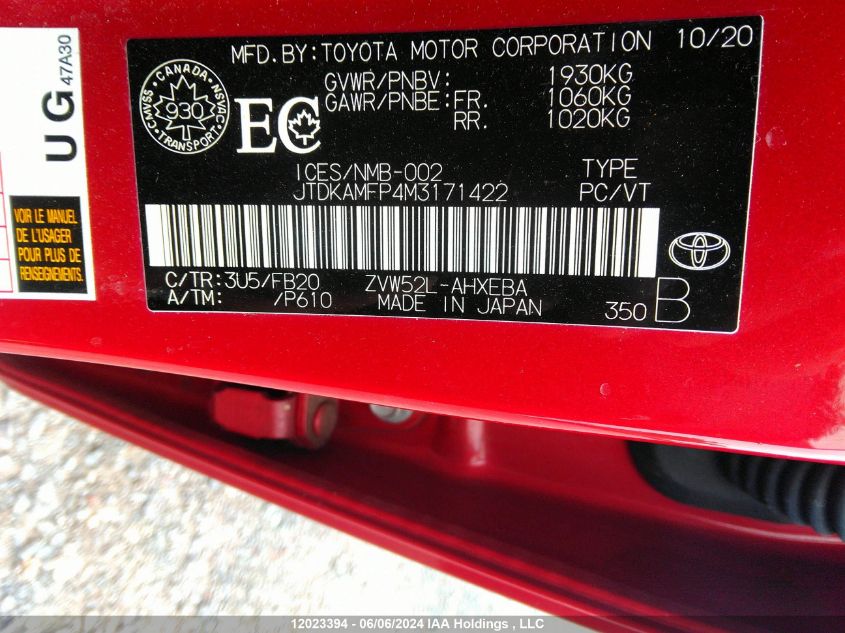 UG 47A30
VOIR LE MANUEL
DE L'USAGER
POUR PLUS DE
RENSEIGNEMENTS.
MFD.BY:TOYOTA MOTOR CORPORATION 10/20
GVWR/PNBV: 1930KG
GAWR/PNBE:FR. 1060KG
RR. 1020KG
CANADA
CMVSS 930 NSVAC
TRANSPORT
EC
ICES/NMB-002 TYPE
JTDKAMFP4M3171422 PC/VT
C/TR:3U5/FB20 ZVW52L-AHXEBA
A/TM: /P610 MADE IN JAPAN 350 B
12023394 - 06/06/2024 IAA Holdings , LLC